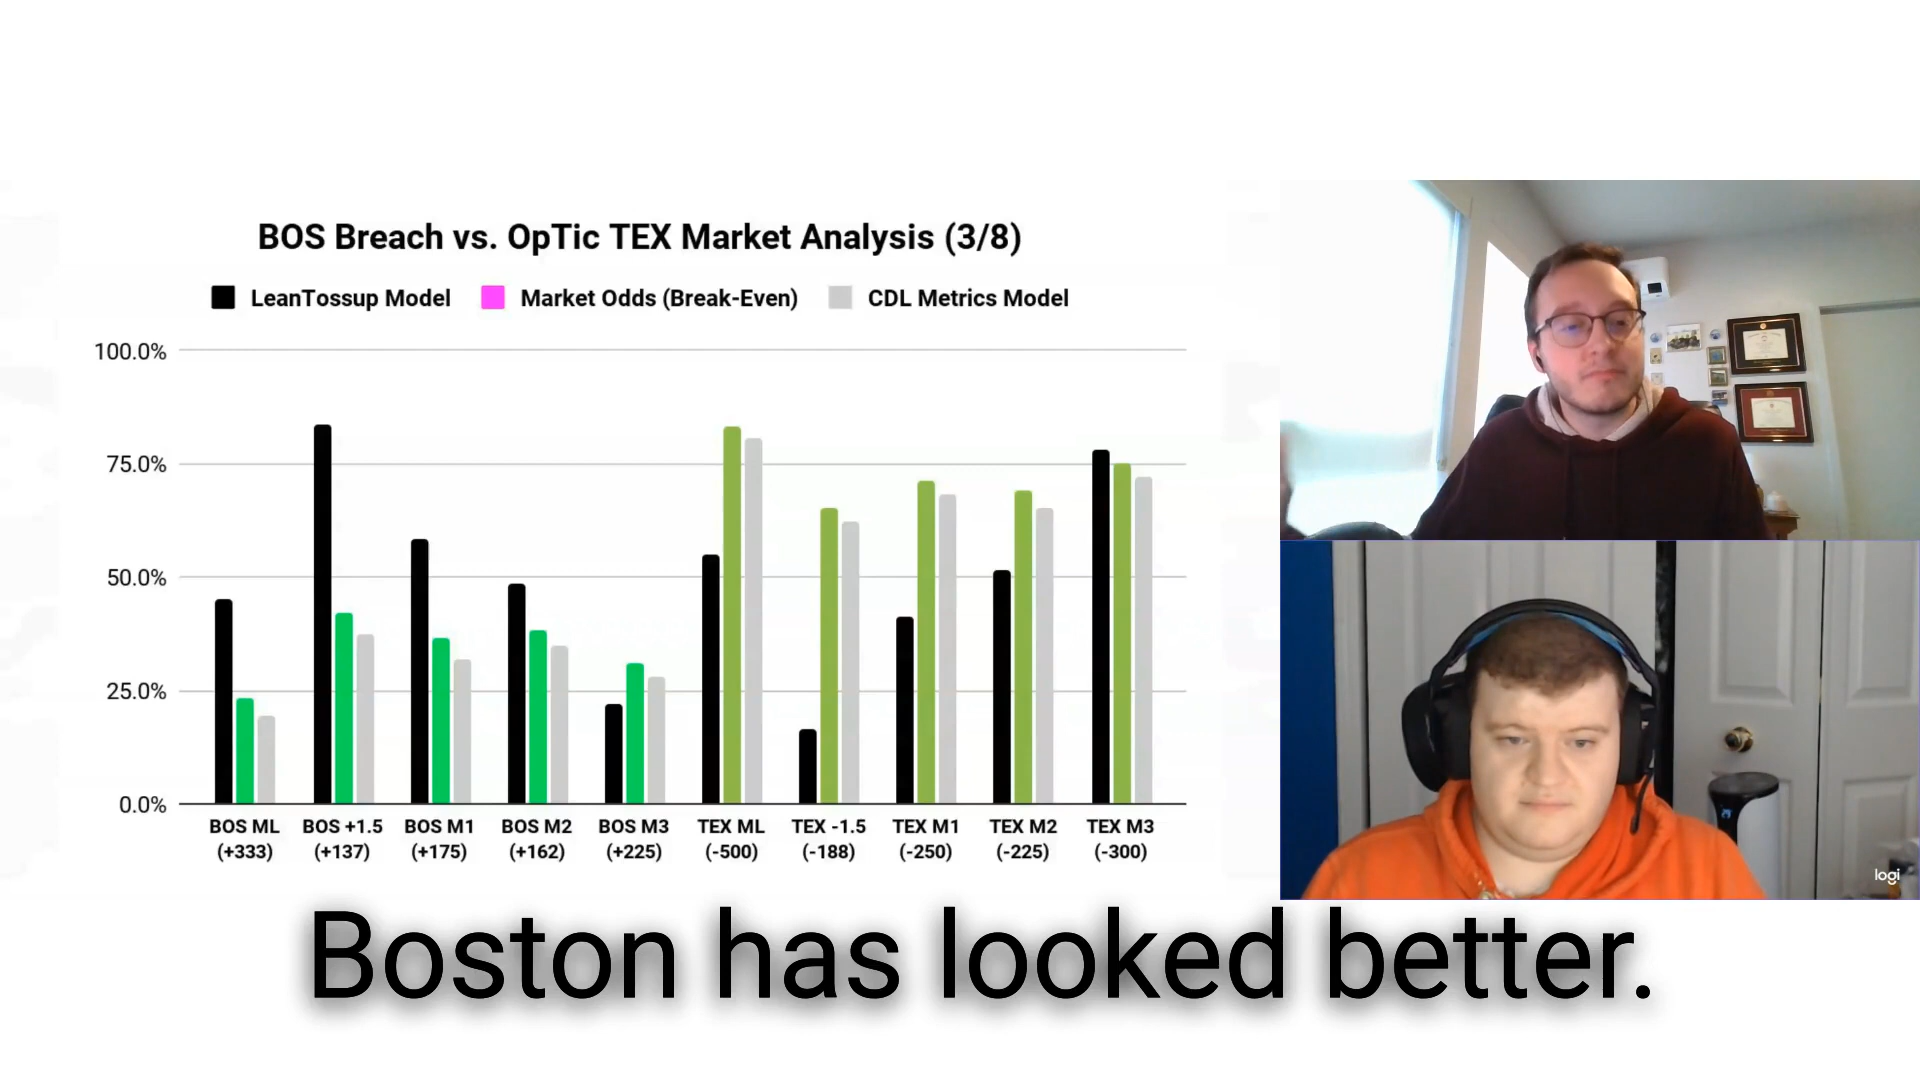 BOS Breach vs. OpTic TEX Market Analysis (3/8)
LeanTossup Model
Market Odds (Break-Even)
CDL Metrics Model
100.0%
75.0%
50.0%
25.0%
0.0%
BOS ML
(+333)
BOS +1.5
(+137)
BOS M1
(+175)
BOS M2
(+162)
BOS M3
(+225)
TEX ML
(-500)
TEX -1.5
(-188)
TEX M1
(-250)
TEX M2
(-225)
TEX M3
(-300)
logi
Boston has looked better.